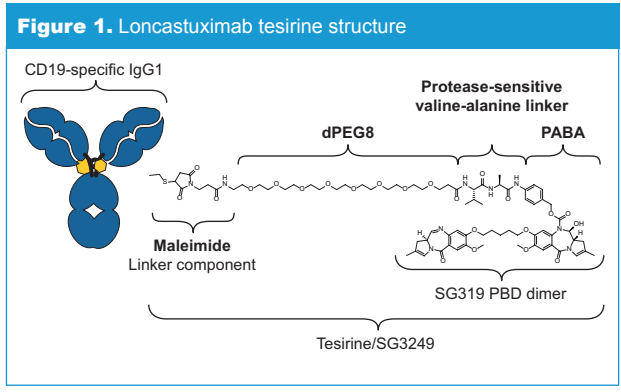 Figure 1. Loncastuximab tesirine structure
CD19-specific IgG1
Protease-sensitive
valine-alanine linker
dPEG8
PABA
Maleimide
Linker component
SG319 PBD dimer
Tesirine/SG3249